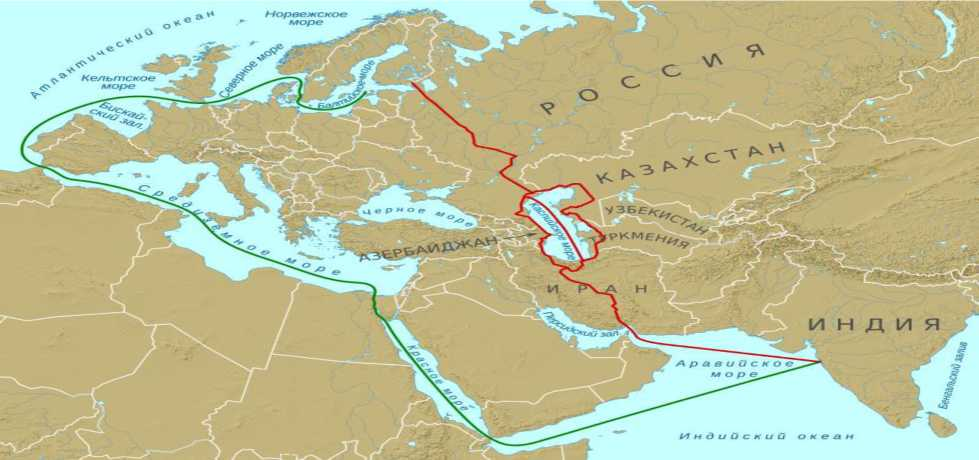 Атлантический океан
Норвежское
море
Кельтское
море
Северное море
Балтийское море
Бискай-
ский зал.
РОССИЯ
КАЗАХСТАН
Средиземное море
Черное море
Каспийское море
УЗБЕКИСТАН
РКМЕНИЯ
АЗЕРБАЙДЖАН
ИРАН
Персидский зал.
ИНДИЯ
Красное море
Аравийское
море
Бенгальский залив
Индийский океан